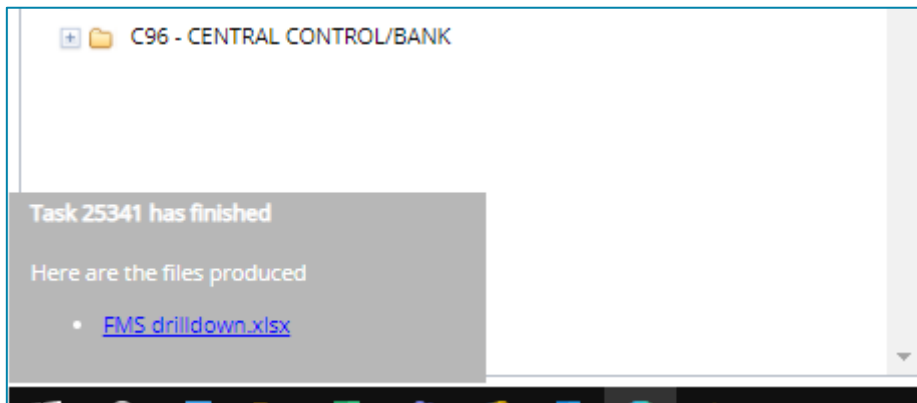 C96 - CENTRAL CONTROL/BANK
Task 25341 has finished
Here are the files produced
FMS drilldown.xlsx